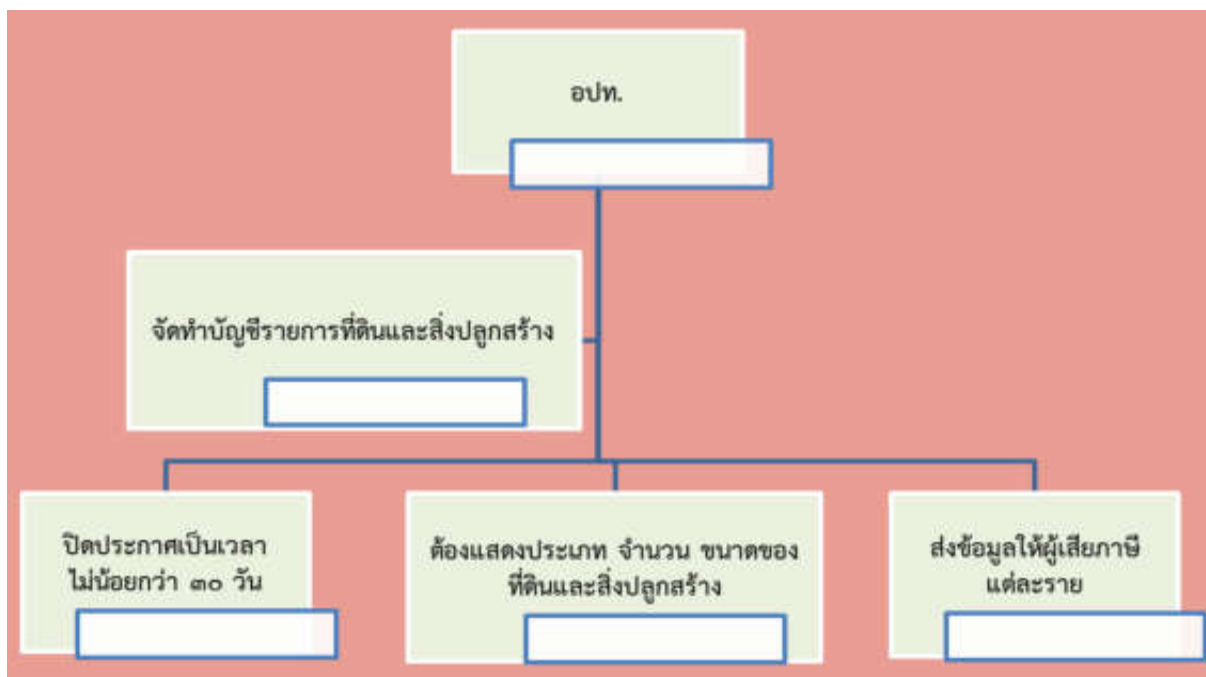 อปท.
จัดทำบัญชีรายการที่ดินและสิ่งปลูกสร้าง
ปิดประกาศเป็นเวลา
ไม่น้อยกว่า ๓๐ วัน
ต้องแสดงประเภท จำนวน ขนาดของ
ที่ดินและสิ่งปลูกสร้าง
ส่งข้อมูลให้ผู้เสียภาษี
แต่ละราย